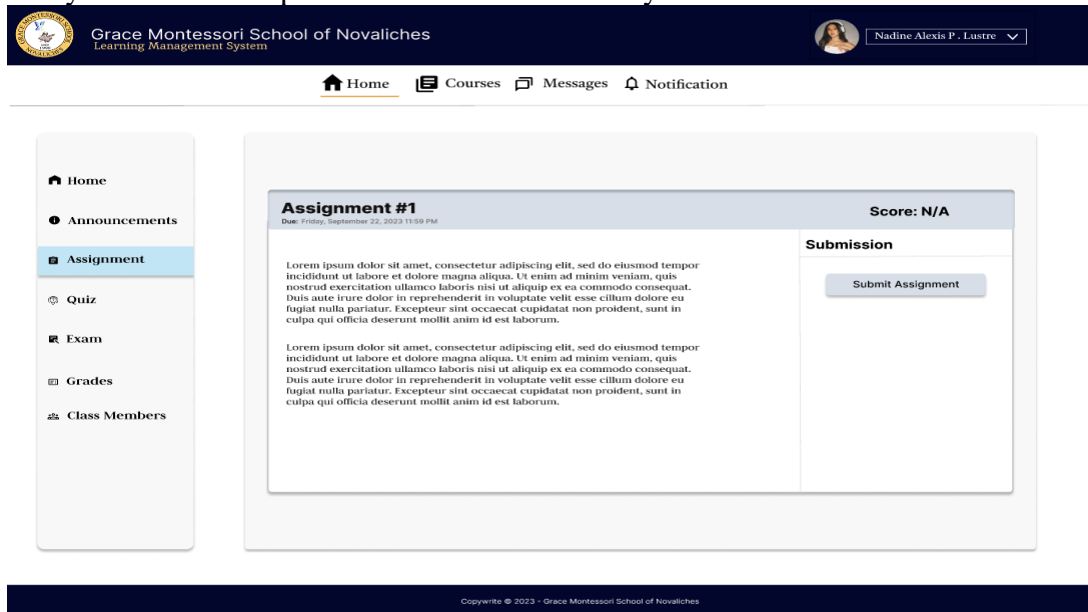 Grace Montessori School of Novaliches
Learning Management System
Nadine Alexis P . Lustre
Home Courses Messages Notification
Home
Announcements
Assignment
Quiz
Exam
Grades
Class Members
Assignment #1
Due: Friday, September 22, 2023 11:59 PM
Score: N/A
Lorem ipsum dolor sit amet, consectetur adipiscing elit, sed do eiusmod tempor
incididunt ut labore et dolore magna aliqua. Ut enim ad minim veniam, quis
nostrud exercitation ullamco laboris nisi ut aliquip ex ea commodo consequat.
Duis aute irure dolor in reprehenderit in voluptate velit esse cillum dolore eu
fugiat nulla pariatur. Excepteur sint occaecat cupidatat non proident, sunt in
culpa qui officia deserunt mollit anim id est laborum.
Lorem ipsum dolor sit amet, consectetur adipiscing elit, sed do eiusmod tempor
incididunt ut labore et dolore magna aliqua. Ut enim ad minim veniam, quis
nostrud exercitation ullamco laboris nisi ut aliquip ex ea commodo consequat.
Duis aute irure dolor in reprehenderit in voluptate velit esse cillum dolore eu
fugiat nulla pariatur. Excepteur sint occaecat cupidatat non proident, sunt in
culpa qui officia deserunt mollit anim id est laborum.
Submission
Submit Assignment
Copywrite © 2023 - Grace Montessori School of Novaliches